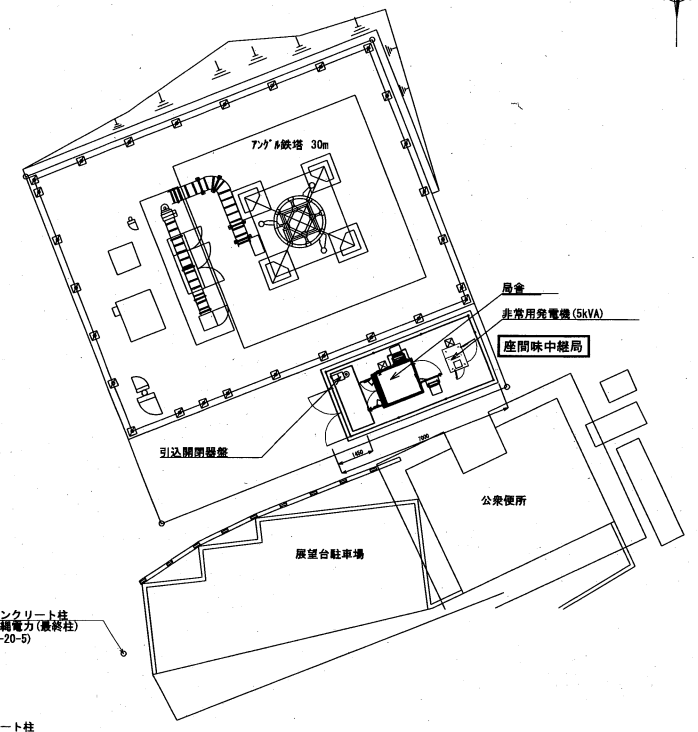 アングル鉄塔 30m
局舎
非常用発電機(5kVA)
座間味中継局
引込開閉器盤
1450
7000
公衆便所
展望台駐車場
ンクリート柱
縄電力(最終柱)
-20-5)
ート柱